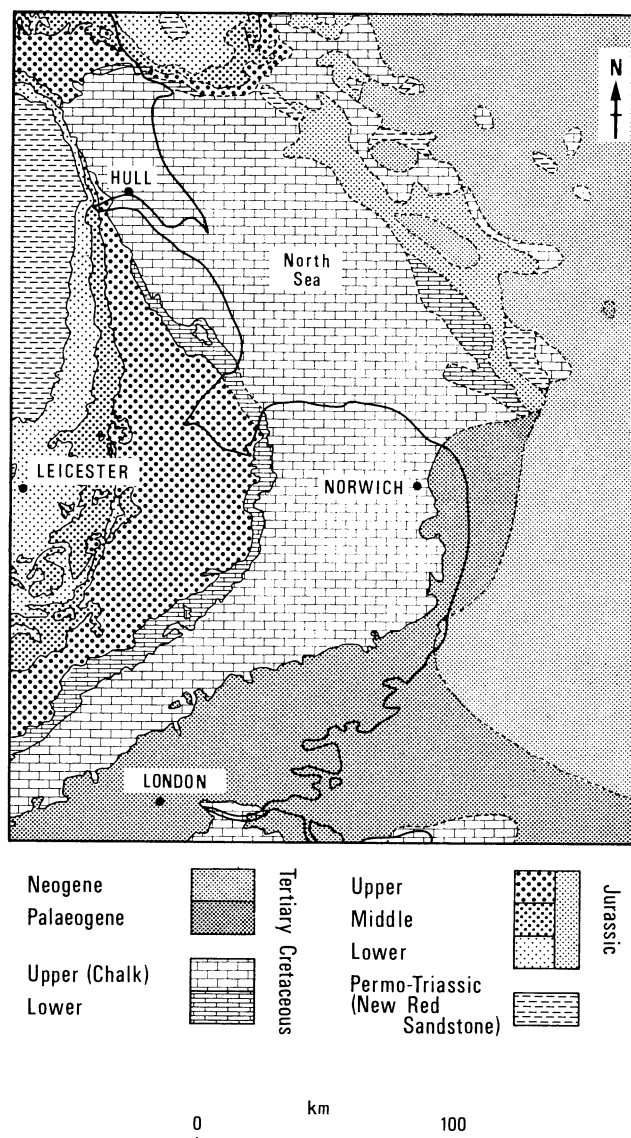 N
HULL
North
Sea
LEICESTER
NORWICH
LONDON
Neogene
Palaeogene
Tertiary
Upper (Chalk)
Lower
Cretaceous
Upper
Middle
Lower
Jurassic
Permo-Triassic
(New Red
Sandstone)
km
0 100